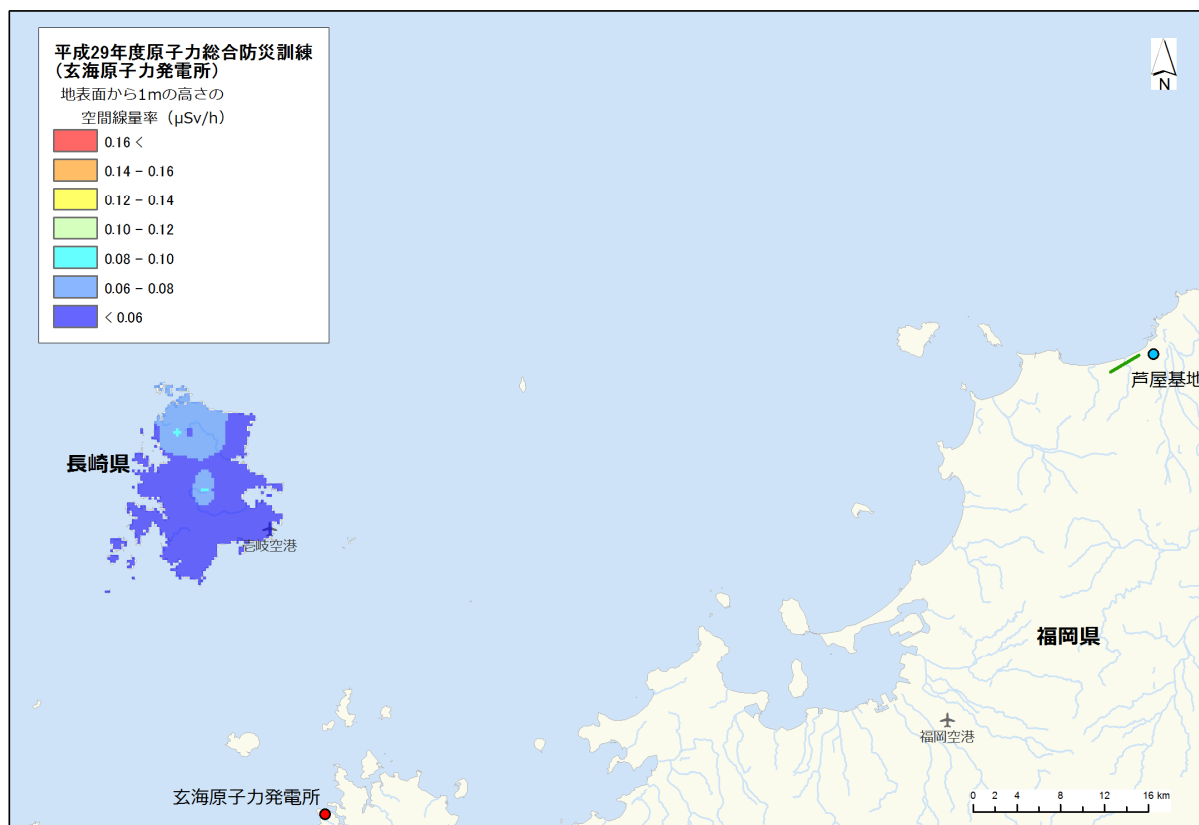 平成29年度原子力総合防災訓練
(玄海原子力発電所)
地表面から1mの高さの
空間線量率（μSv/h）
0.16 <
0.14 - 0.16
0.12 - 0.14
0.10 - 0.12
0.08 - 0.10
0.06 - 0.08
< 0.06
N
芦屋基地
長崎県
壱岐空港
福岡県
福岡空港
玄海原子力発電所
0 2 4 8 12 16 km